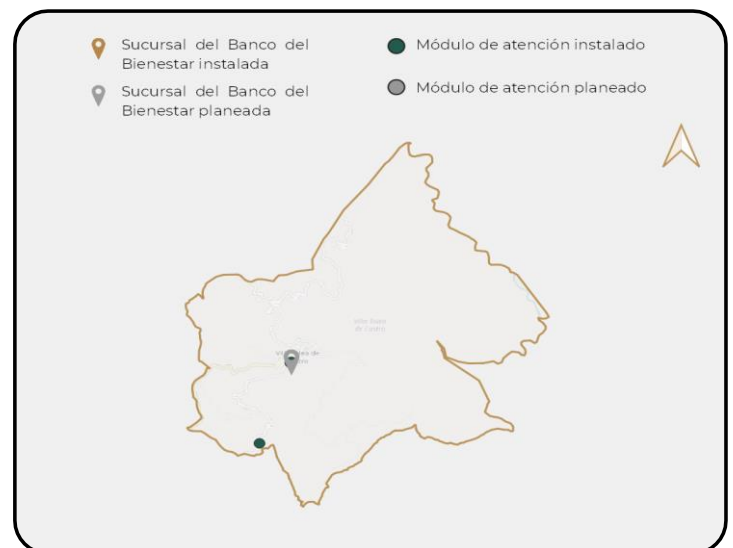 Sucursal del Banco del
Bienestar instalada
Sucursal del Banco del
Bienestar planeada
Módulo de atención instalado
Módulo de atención planeado